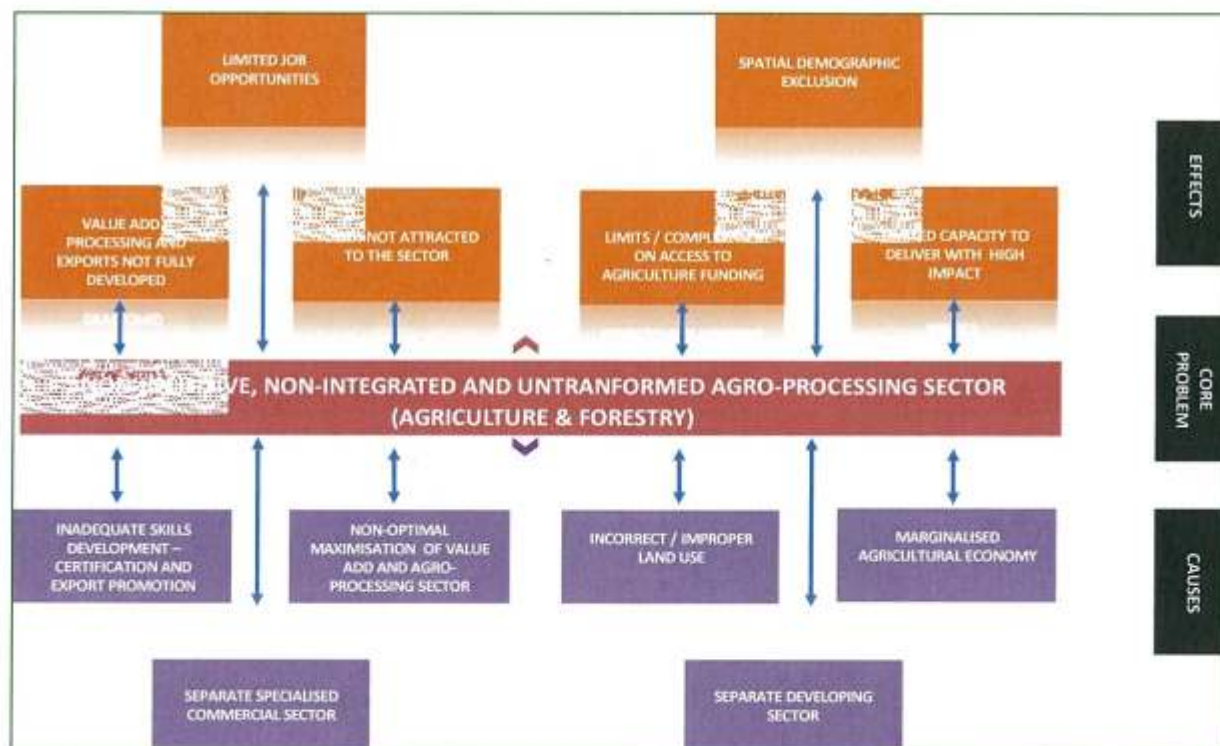 LIMITED JOB
OPPORTUNITIES
SPATIAL DEMOGRAPHIC
EXCLUSION
EFFECTS
VALUE ADD
PROCESSING AND
EXPORTS NOT FULLY
DEVELOPED
NOT ATTRACTED
TO THE SECTOR
LIMITS /
ON ACCESS TO
AGRICULTURE FUNDING
CAPACITY TO
DELIVER WITH HIGH
IMPACT
NON-INTEGRATED AND UNTRANFORMED AGRO-PROCESSING SECTOR
(AGRICULTURE & FORESTRY)
CORE
PROBLEM
INADEQUATE SKILLS
DEVELOPMENT –
CERTIFICATION AND
EXPORT PROMOTION
NON-OPTIMAL
MAXIMISATION OF VALUE
ADD AND AGRO-
PROCESSING SECTOR
INCORRECT / IMPROPER
LAND USE
MARGINALISED
AGRICULTURAL ECONOMY
CAUSES
SEPARATE SPECIALISED
COMMERCIAL SECTOR
SEPARATE DEVELOPING
SECTOR